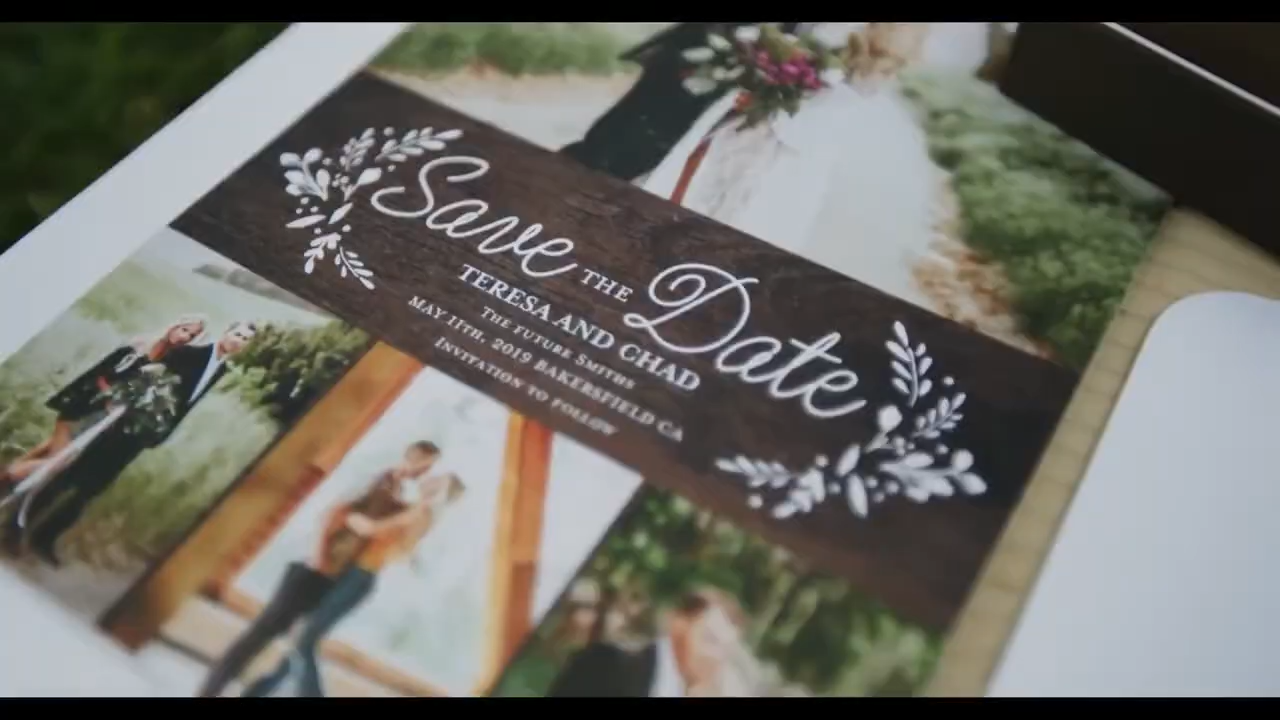 Save THE Date
TERESA AND CHAD
THE FUTURE SMITHS
MAY 11TH, 2019 BAKERSFIELD CA
INVITATION TO FOLLOW